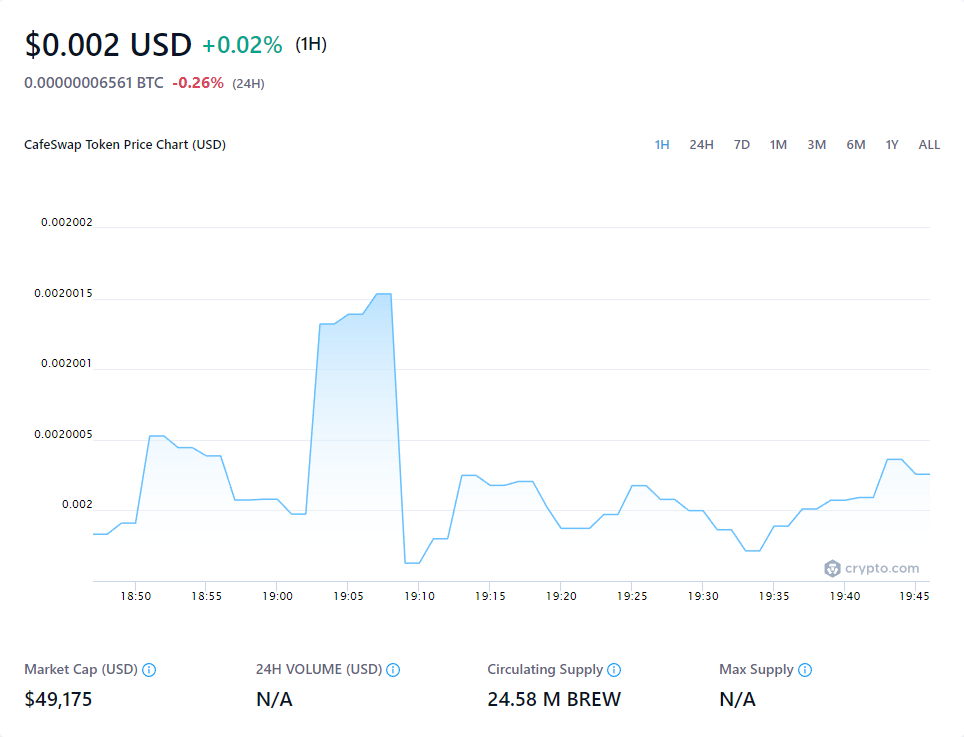 $0.002 USD +0.02% (1H)
0.00000006561 BTC -0.26% (24H)
CafeSwap Token Price Chart (USD) 1H 24H 7D 1M 3M 6M 1Y ALL
0.002002
0.0020015
0.002001
0.0020005
0.002
crypto.com
18:50 18:55 19:00 19:05 19:10 19:15 19:20 19:25 19:30 19:35 19:40 19:45
Market Cap (USD) 24H VOLUME (USD) Circulating Supply Max Supply
$49,175 N/A 24.58 M BREW N/A